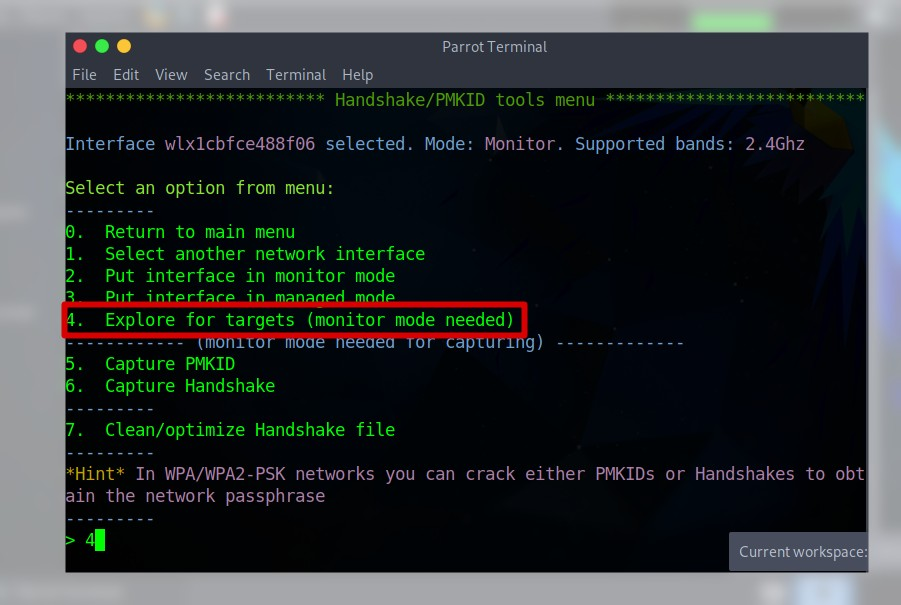 Parrot Terminal
File Edit View Search Terminal Help
************************** Handshake/PMKID tools menu **************************
Interface wlx1cbfce488f06 selected. Mode: Monitor. Supported bands: 2.4Ghz
Select an option from menu:
---------
0. Return to main menu
1. Select another network interface
2. Put interface in monitor mode
3. Put interface in managed mode
4. Explore for targets (monitor mode needed)
------------ (monitor mode needed for capturing) -------------
5. Capture PMKID
6. Capture Handshake
---------
7. Clean/optimize Handshake file
---------
*Hint* In WPA/WPA2-PSK networks you can crack either PMKIDs or Handshakes to obt
ain the network passphrase
---------
> 4
Current workspace: